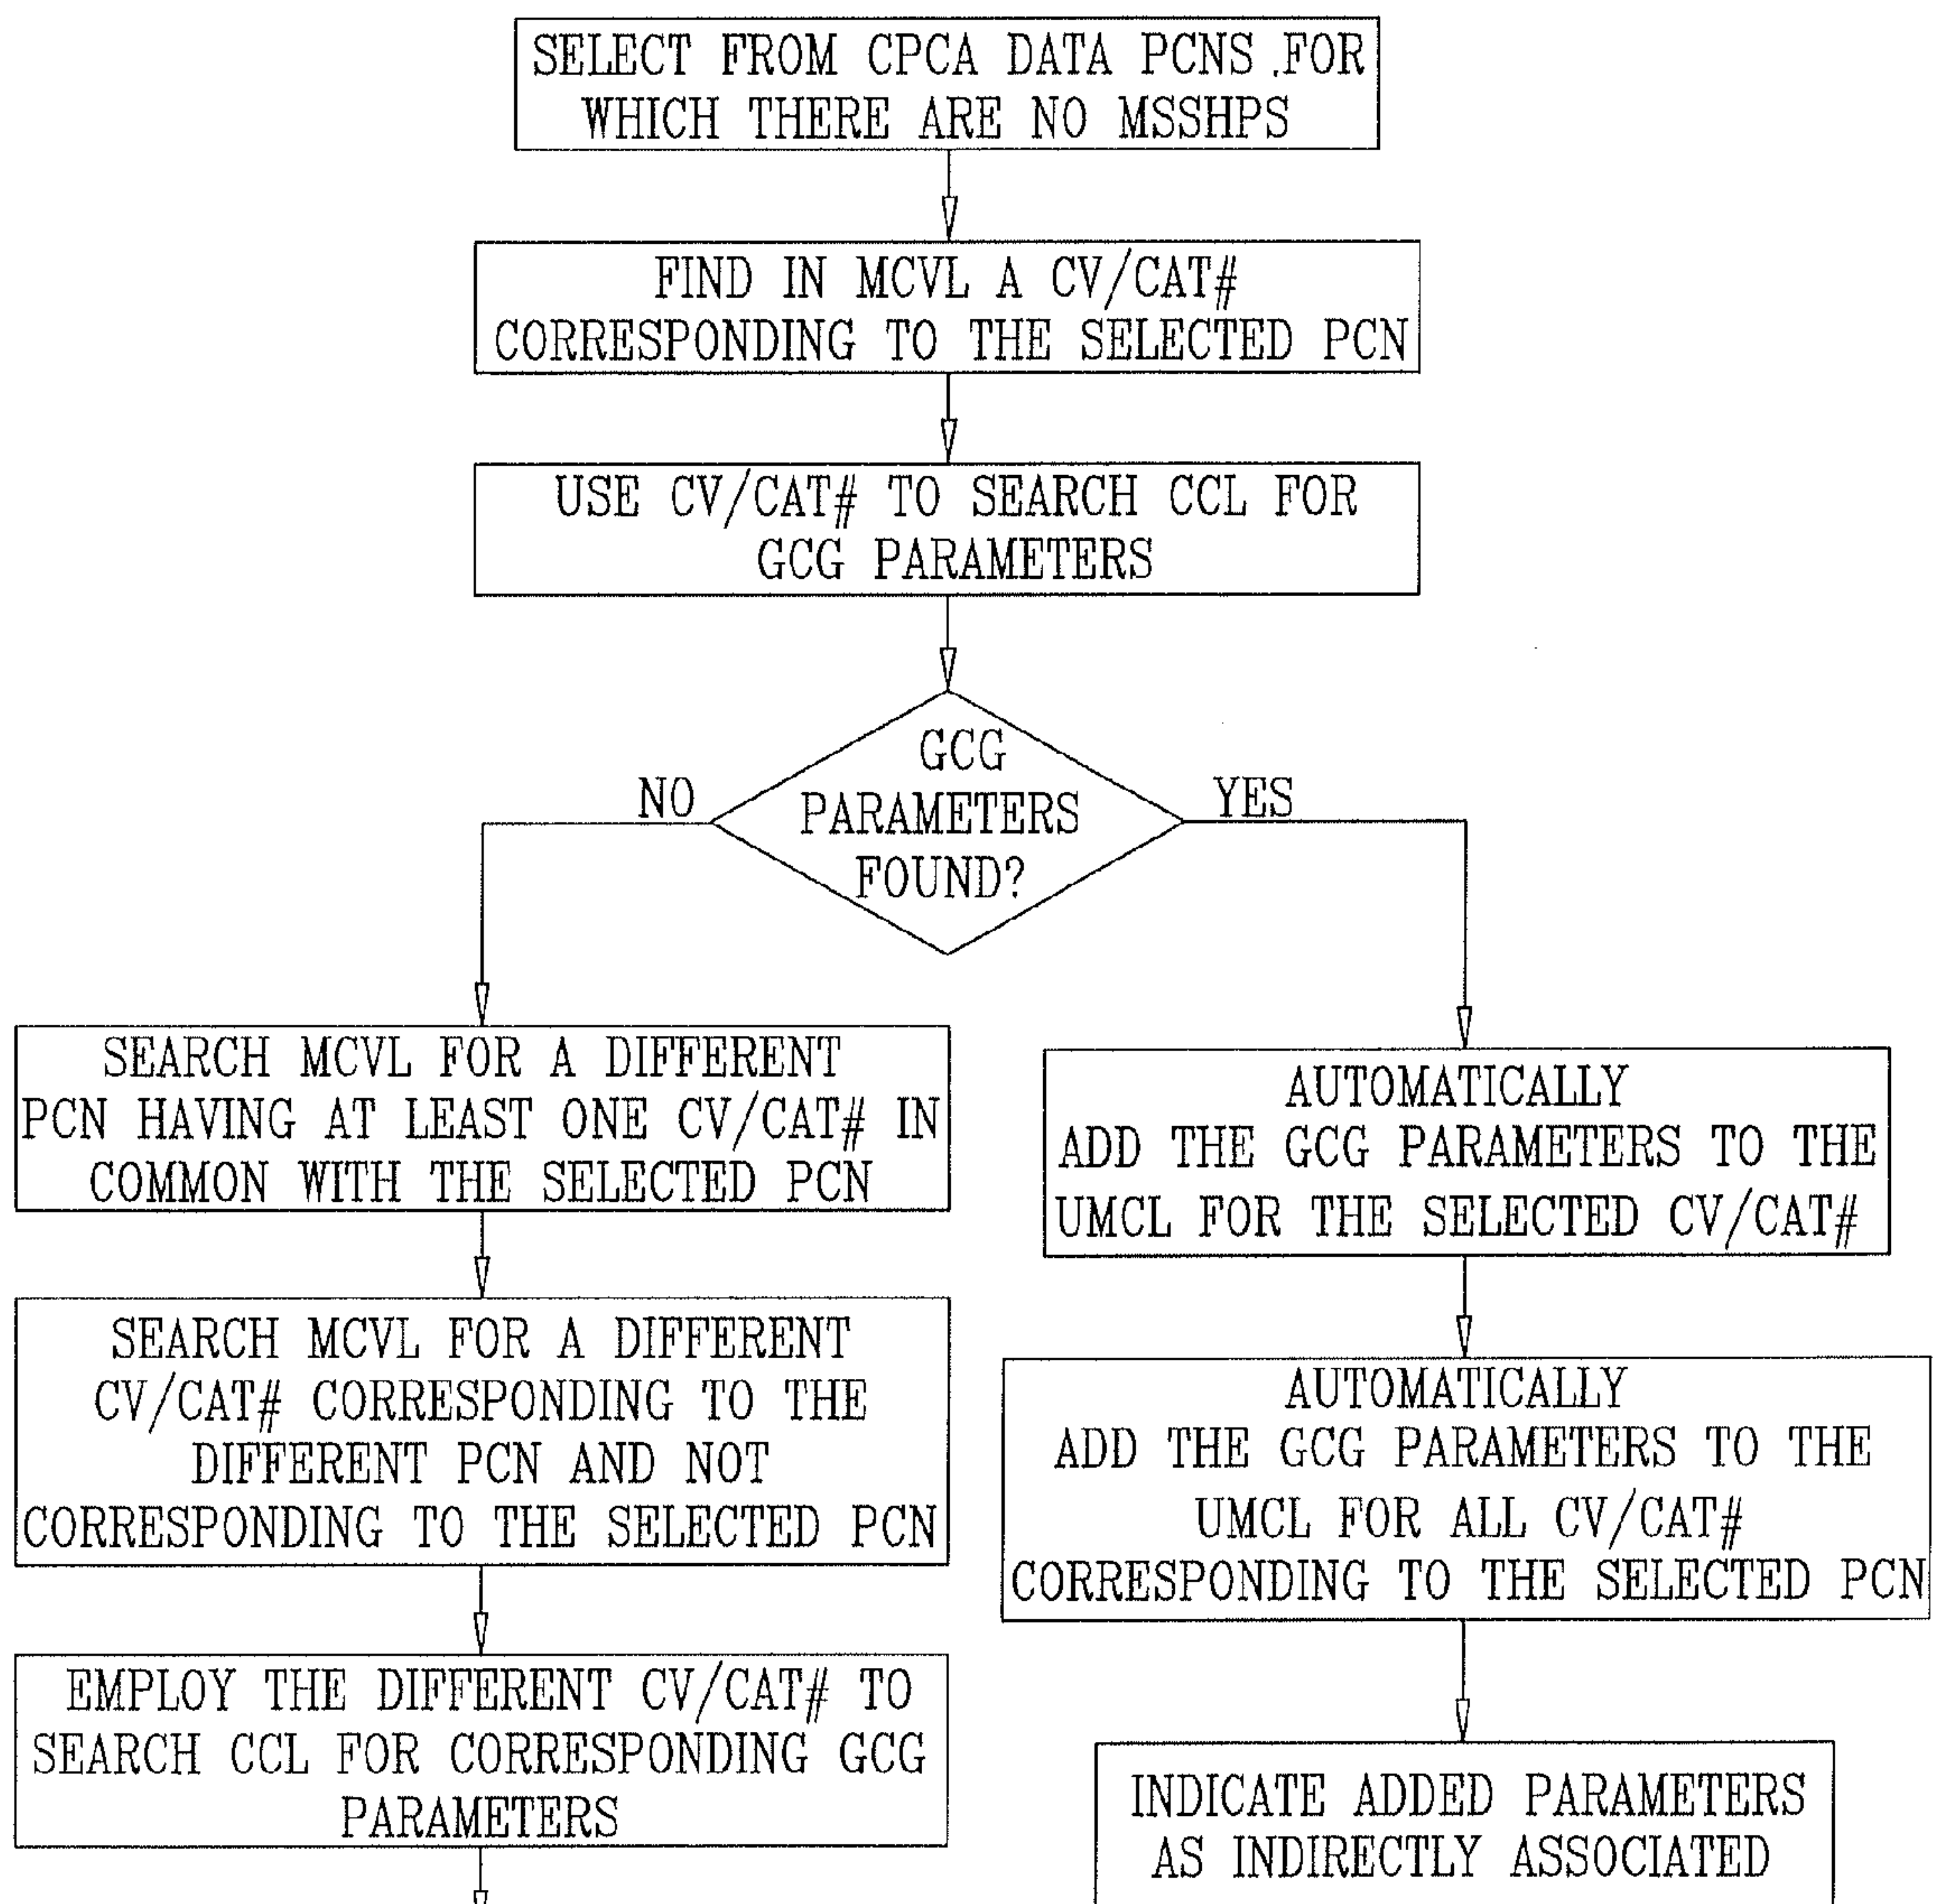 SELECT FROM CPCA DATA PCNS FOR
WHICH THERE ARE NO MSSHPS
FIND IN MCVL A CV/CAT#
CORRESPONDING TO THE SELECTED PCN
USE CV/CAT# TO SEARCH CCL FOR
GCG PARAMETERS
GCG
PARAMETERS
FOUND?
NO
YES
SEARCH MCVL FOR A DIFFERENT
PCN HAVING AT LEAST ONE CV/CAT# IN
COMMON WITH THE SELECTED PCN
SEARCH MCVL FOR A DIFFERENT
CV/CAT# CORRESPONDING TO THE
DIFFERENT PCN AND NOT
CORRESPONDING TO THE SELECTED PCN
EMPLOY THE DIFFERENT CV/CAT# TO
SEARCH CCL FOR CORRESPONDING GCG
PARAMETERS
AUTOMATICALLY
ADD THE GCG PARAMETERS TO THE
UMCL FOR THE SELECTED CV/CAT#
AUTOMATICALLY
ADD THE GCG PARAMETERS TO THE
UMCL FOR ALL CV/CAT#
CORRESPONDING TO THE SELECTED PCN
INDICATE ADDED PARAMETERS
AS INDIRECTLY ASSOCIATED